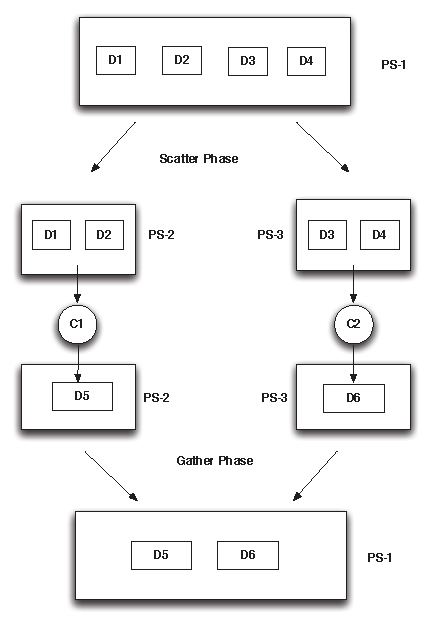 D1 D2 D3 D4 PS-1
Scatter Phase
D1 D2 PS-2 PS-3 D3 D4
C1 C2
D5 PS-2 PS-3 D6
Gather Phase
D5 D6 PS-1